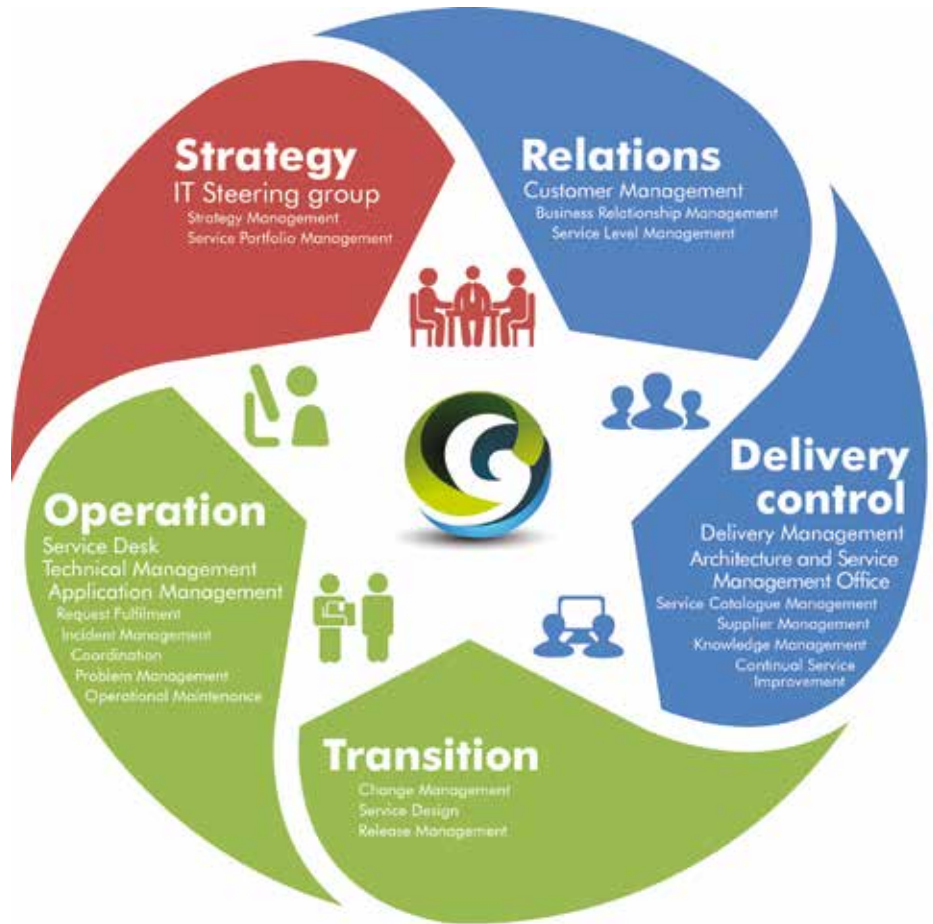 Strategy
IT Steering group
Strategy Management
Service Portfolio Management
Relations
Customer Management
Business Relationship Management
Service Level Management
Delivery
control
Delivery Management
Architecture and Service
Management Office
Service Catalogue Management
Supplier Management
Knowledge Management
Continual Service
Improvement
Transition
Change Management
Service Design
Release Management
Operation
Service Desk
Technical Management
Application Management
Request Fulfilment
Incident Management
Coordination
Problem Management
Operational Maintenance